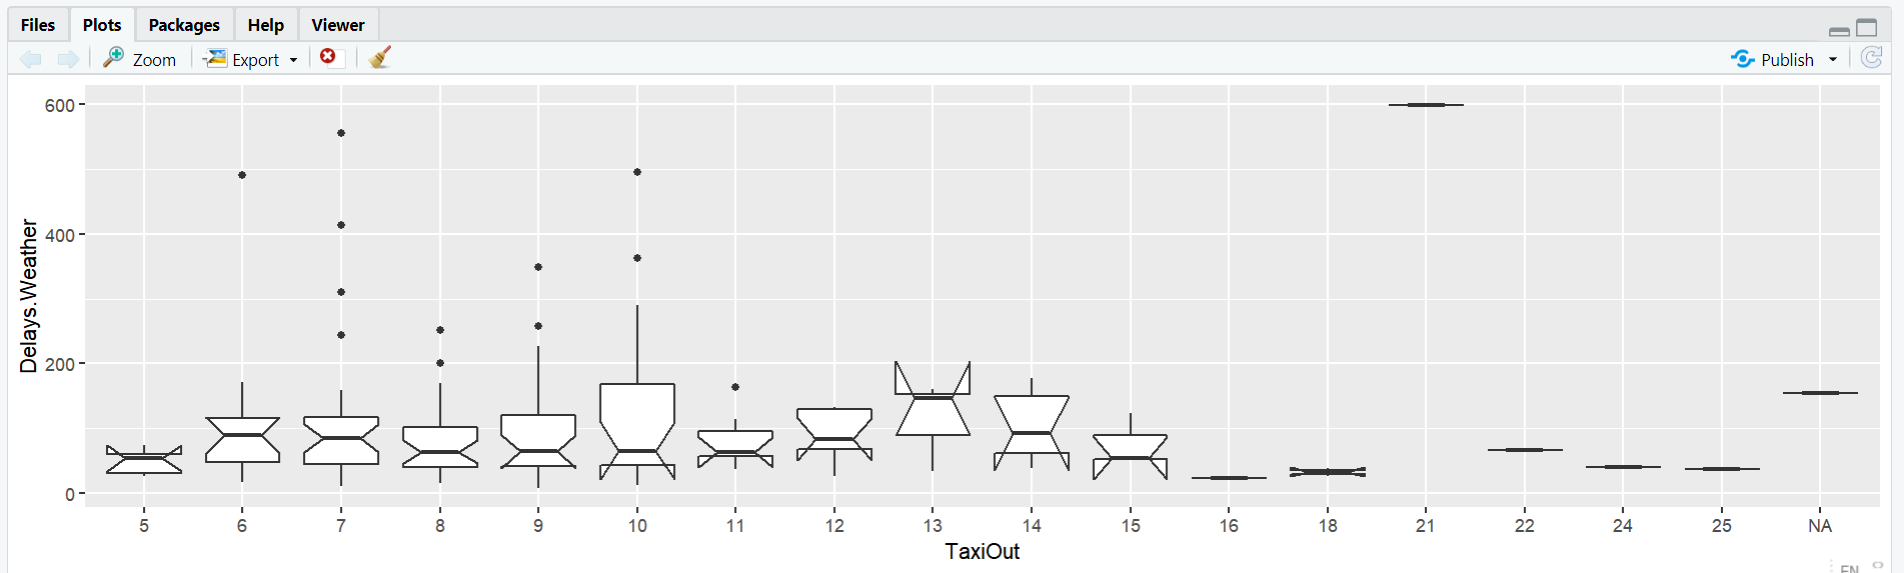 Files Plots Packages Help Viewer
Zoom Export Publish
600
400
200
0
Delays.Weather
5 6 7 8 9 10 11 12 13 14 15 16 18 21 22 24 25 NA
TaxiOut
EN